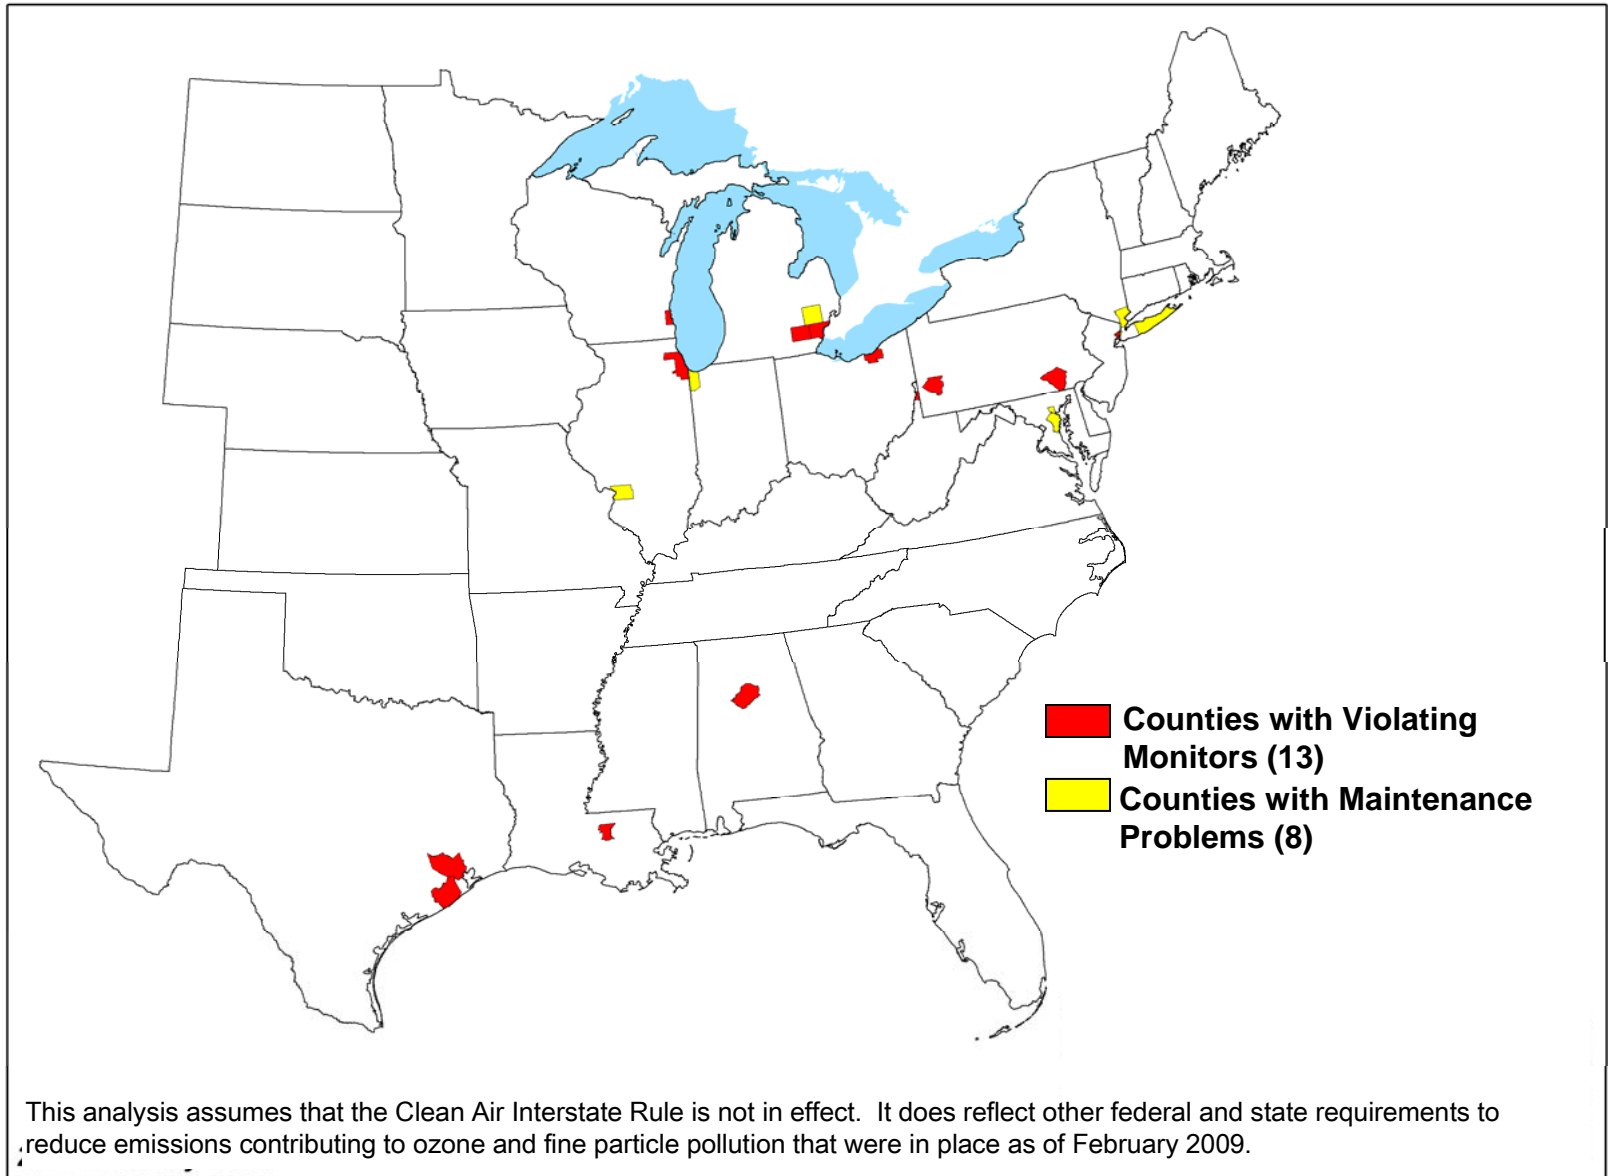 Counties with Violating
Monitors (13)
Counties with Maintenance
Problems (8)
This analysis assumes that the Clean Air Interstate Rule is not in effect.  It does reflect other federal and state requirements to
reduce emissions contributing to ozone and fine particle pollution that were in place as of February 2009.